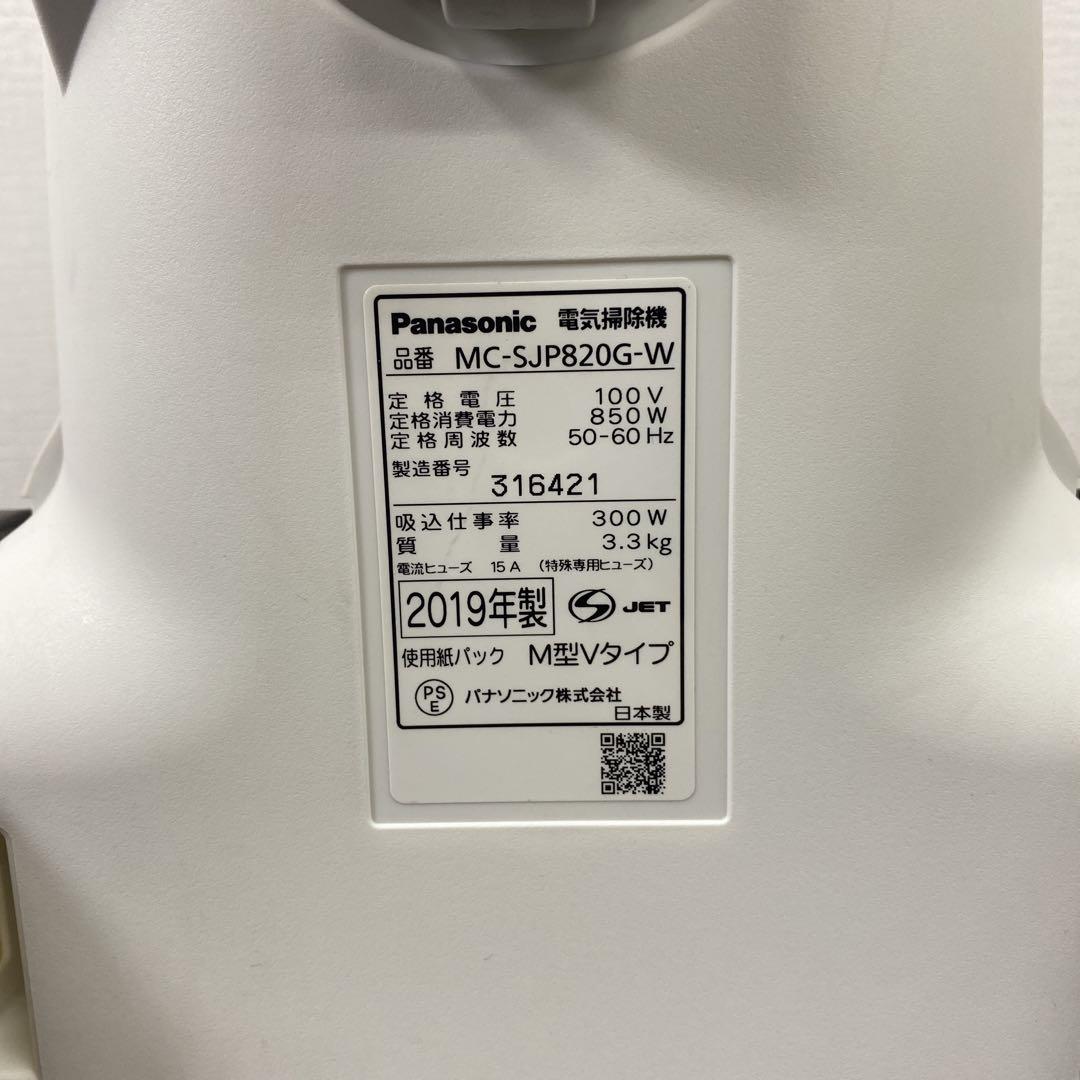 Panasonic 電気掃除機
品番 MC-SJP820G-W
定格電圧 100V
定格消費電力 850W
定格周波数 50-60Hz
製造番号
316421
吸込仕事率 300W
質量 3.3kg
電流ヒューズ 15A (特殊専用ヒューズ)
2019年製 S JET
使用紙パック M型Vタイプ
PSE パナソニック株式会社
日本製